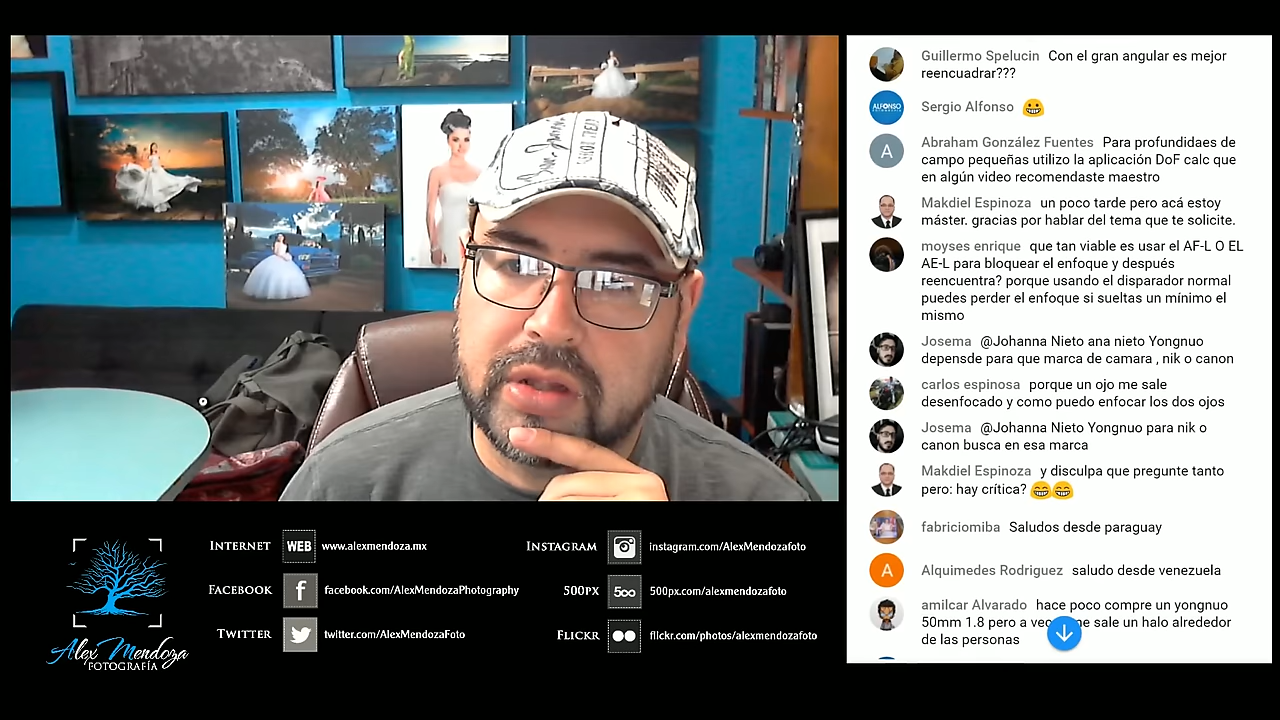 Guillermo Spelucin Con el gran angular es mejor
reencuadrar???
ALFONSO
Sergio Alfonso 😀
A
Abraham González Fuentes Para profundidaes de
campo pequeñas utilizo la aplicación DoF calc que
en algún video recomendaste maestro
Makdiel Espinoza un poco tarde pero acá estoy
máster. gracias por hablar del tema que te solicite.
moyses enrique que tan viable es usar el AF-L O EL
AE-L para bloquear el enfoque y después
reencuentra? porque usando el disparador normal
puedes perder el enfoque si sueltas un mínimo el
mismo
Josema @Johanna Nieto ana nieto Yongnuo
depensde para que marca de camara , nik o canon
carlos espinosa porque un ojo me sale
desenfocado y como puedo enfocar los dos ojos
Josema @Johanna Nieto Yongnuo para nik o
canon busca en esa marca
Makdiel Espinoza y disculpa que pregunte tanto
pero: hay crítica? 😁😁
fabriciomiba Saludos desde paraguay
A
Alquimedes Rodriguez saludo desde venezuela
amilcar Alvarado hace poco compre un yongnuo
50mm 1.8 pero a me sale un halo alrededor
de las personas
INTERNET WEB www.alexmendoza.mx
FACEBOOK f facebook.com/AlexMendozaPhotography
TWITTER twitter.com/AlexMendozaFoto
INSTAGRAM instagram.com/AlexMendozafoto
500PX 500 500px.com/alexmendozafoto
FLICKR flickr.com/photos/alexmendozafoto
Alex Mendoza
FOTOGRAFÍA